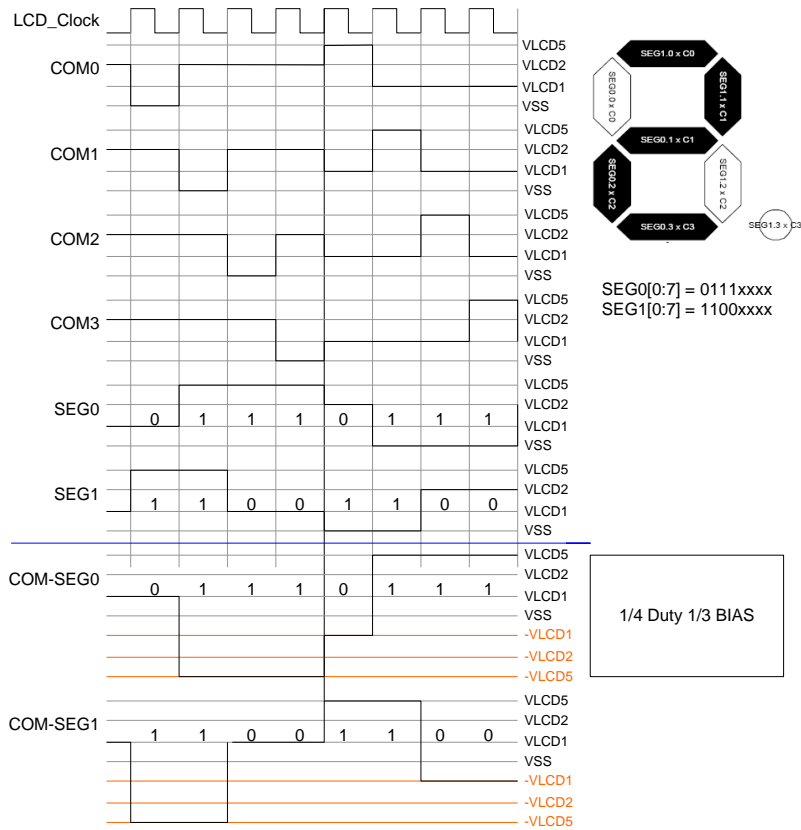 LCD_Clock
COM0
VLCD5
VLCD2
VLCD1
VSS
COM1
VLCD5
VLCD2
VLCD1
VSS
COM2
VLCD5
VLCD2
VLCD1
VSS
COM3
VLCD5
VLCD2
VLCD1
VSS
SEG0
0 1 1 1 0 1 1 1
VLCD5
VLCD2
VLCD1
VSS
SEG1
1 1 0 0 1 1 0 0
VLCD5
VLCD2
VLCD1
VSS
COM-SEG0
0 1 1 1 0 1 1 1
VLCD5
VLCD2
VLCD1
VSS
-VLCD1
-VLCD2
-VLCD5
COM-SEG1
1 1 0 0 1 1 0 0
VLCD5
VLCD2
VLCD1
VSS
-VLCD1
-VLCD2
-VLCD5
SEG1.0 x C0
SEG0.0 x C0
SEG1.1 x C1
SEG0.1 x C1
SEG0.2 x C2
SEG1.2 x C2
SEG0.3 x C3
SEG1.3 x C3
SEG0[0:7] = 0111xxxx
SEG1[0:7] = 1100xxxx
1/4 Duty 1/3 BIAS